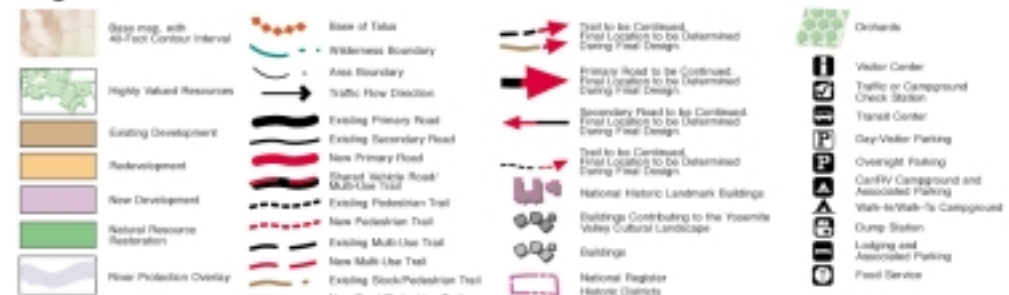 Base map, with
40-Foot Contour Interval
Highly Valued Resources
Existing Development
Redevelopment
New Development
Natural Resource
Restoration
River Protection Overlay
Base of Talus
Wilderness Boundary
Area Boundary
Traffic Flow Direction
Existing Primary Road
Existing Secondary Road
New Primary Road
Shared Vehicle Road/
Multi-Use Trail
Existing Pedestrian Trail
New Pedestrian Trail
Existing Multi-Use Trail
New Multi-Use Trail
Existing Stock/Pedestrian Trail
Trail to be Continued,
Final Location to be Determined
During Final Design.
Primary Road to be Continued.
Final Location to be Determined
During Final Design.
Secondary Road to be Continued.
Final Location to be Determined
During Final Design.
Trail to be Continued,
Final Location to be Determined
During Final Design.
National Historic Landmark Buildings
Buildings Contributing to the Yosemite
Valley Cultural Landscape
Buildings
National Register
Historic Districts
Orchards
Visitor Center
Traffic or Campground
Check Station
Transit Center
Day-Visitor Parking
Overnight Parking
Car/RV Campground and
Associated Parking
Walk-In/Walk-To Campground
Dump Station
Lodging and
Associated Parking
Food Service